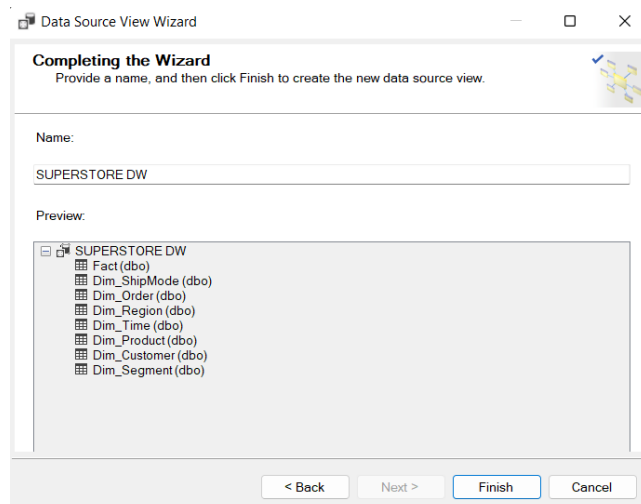 Data Source View Wizard
Completing the Wizard
Provide a name, and then click Finish to create the new data source view.
Name:
SUPERSTORE DW
Preview:
SUPERSTORE DW
Fact (dbo)
Dim_ShipMode (dbo)
Dim_Order (dbo)
Dim_Region (dbo)
Dim_Time (dbo)
Dim_Product (dbo)
Dim_Customer (dbo)
Dim_Segment (dbo)
< Back Next > Finish Cancel